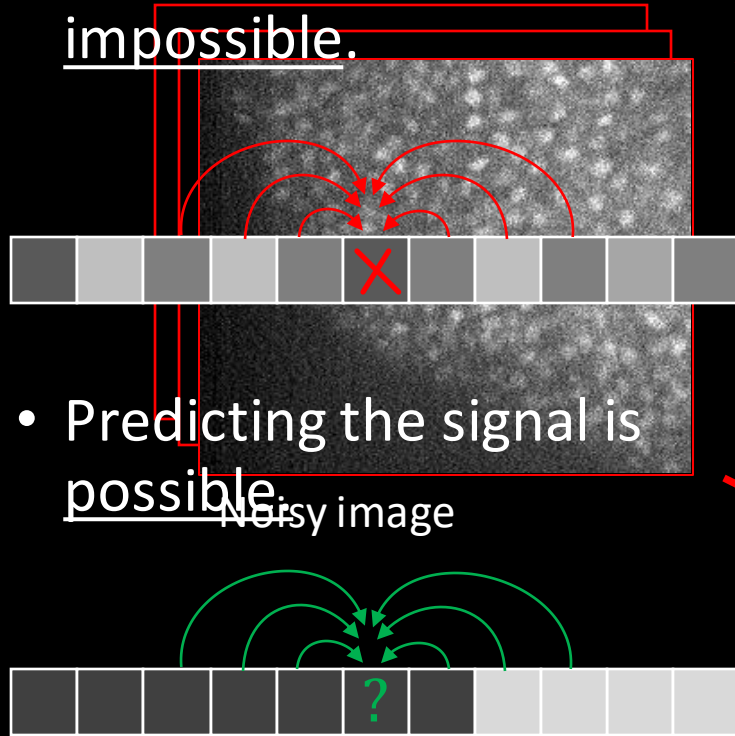 impossible.
• Predicting the signal is
possible.
Noisy image
?